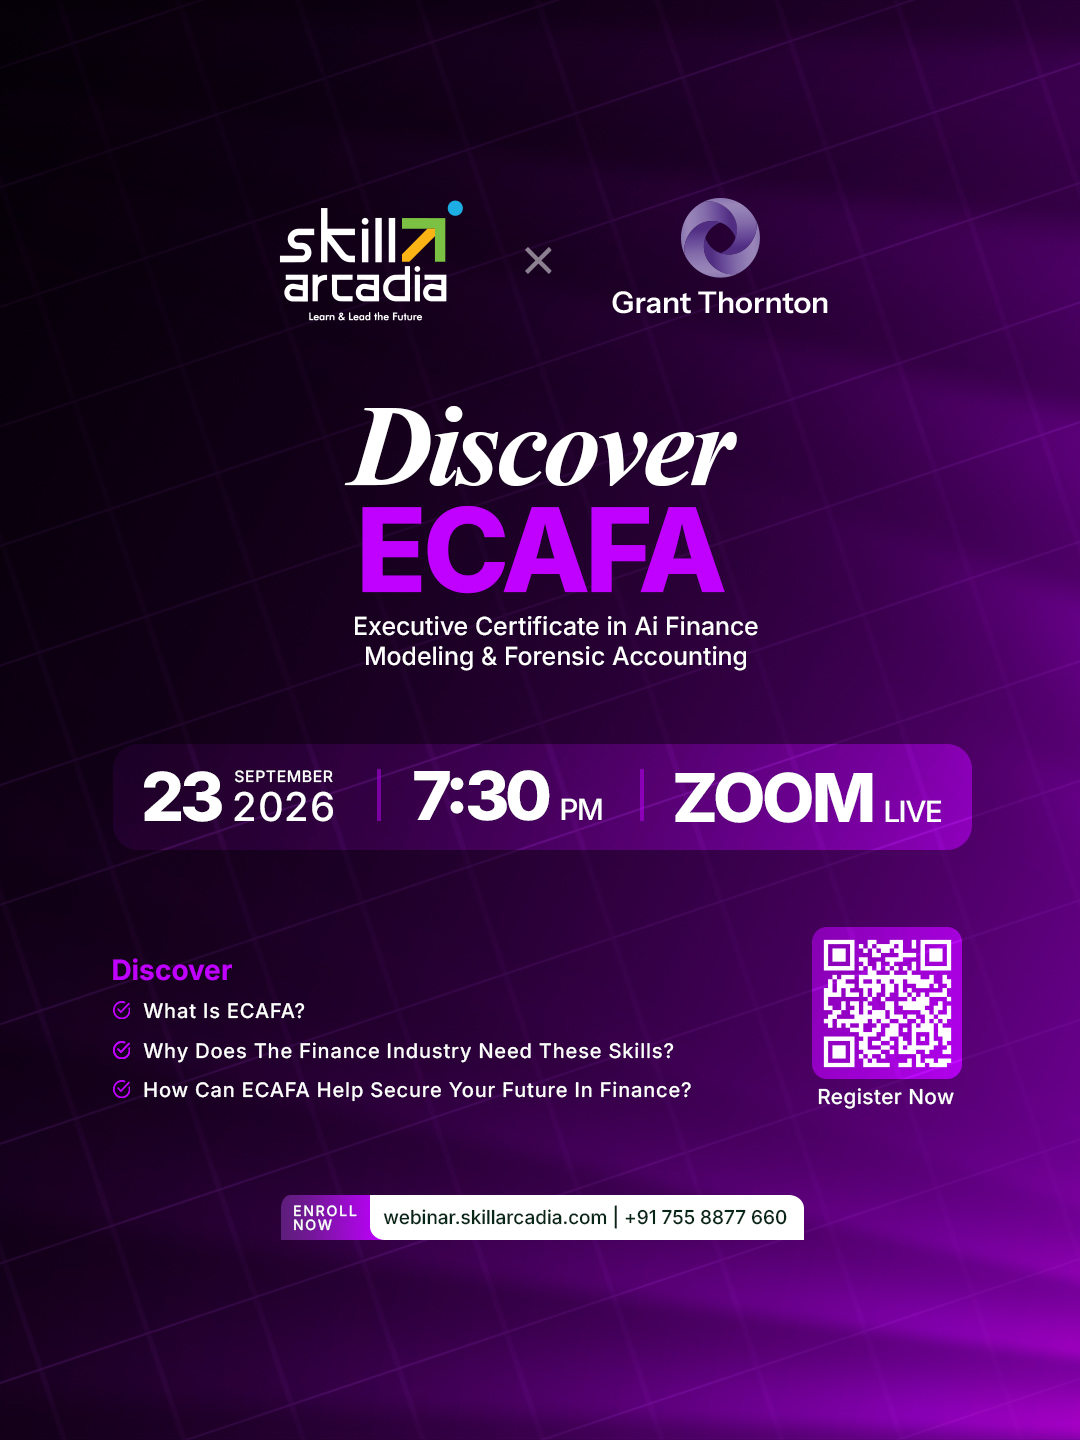 skill
arcadia
Learn & Lead the Future
Grant Thornton
Discover
ECAFA
Executive Certificate in Ai Finance
Modeling & Forensic Accounting
23 SEPTEMBER 2026
7:30 PM
ZOOM LIVE
Discover
What Is ECAFA?
Why Does The Finance Industry Need These Skills?
How Can ECAFA Help Secure Your Future In Finance?
Register Now
ENROLL
NOW
webinar.skillarcadia.com | +91 755 8877 660